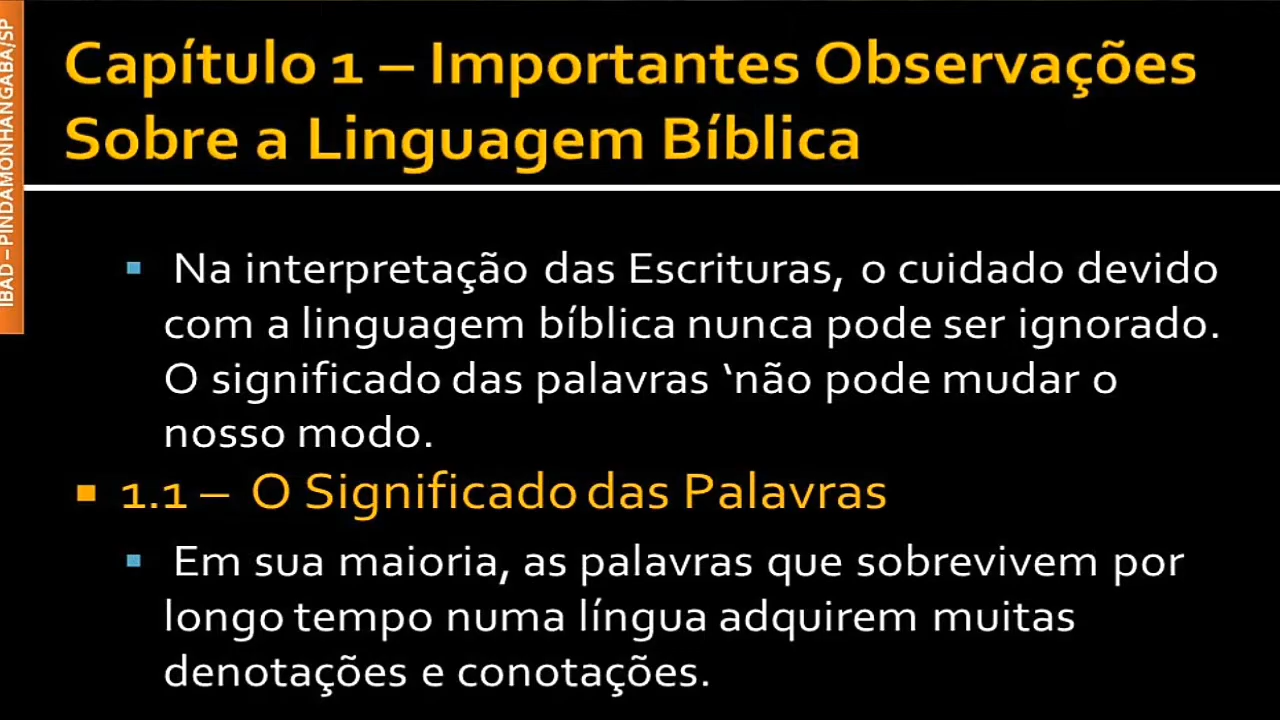 IBAD – PINDAMONHANGABA/SP
Capítulo 1 – Importantes Observações
Sobre a Linguagem Bíblica
Na interpretação das Escrituras, o cuidado devido
com a linguagem bíblica nunca pode ser ignorado.
O significado das palavras ‘não pode mudar o
nosso modo.
1.1 – O Significado das Palavras
Em sua maioria, as palavras que sobrevivem por
longo tempo numa língua adquirem muitas
denotações e conotações.